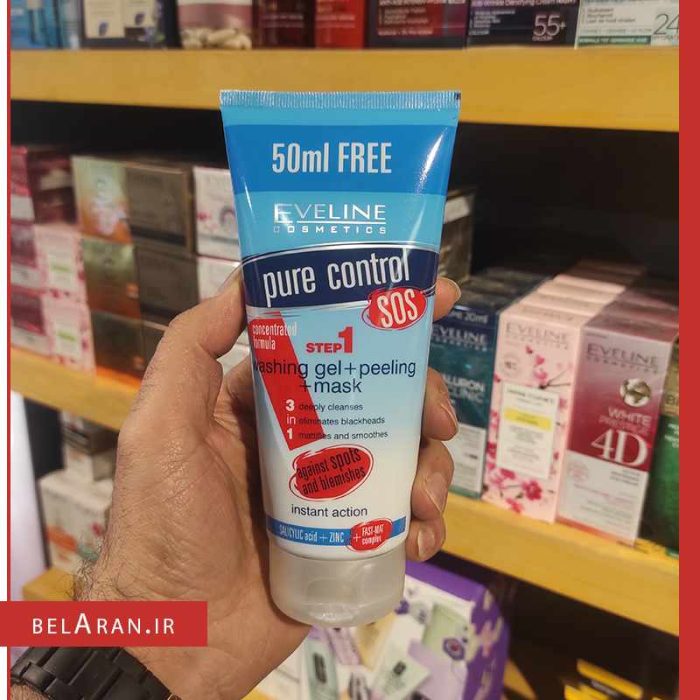 55+
24
50ml FREE
EVELINE
COSMETICS
pure control
SOS
concentrated
formula
STEP 1
washing gel+peeling
+mask
3 deeply cleanses
in eliminates blackheads
1 mattifies and smoothes
against spots
and blemishes
instant action
SALICYLIC acid + ZINC + FAST-MAT
complex
EVELINE
EVELINE
EVELINE
WHITE
4D
BELARAN.IR